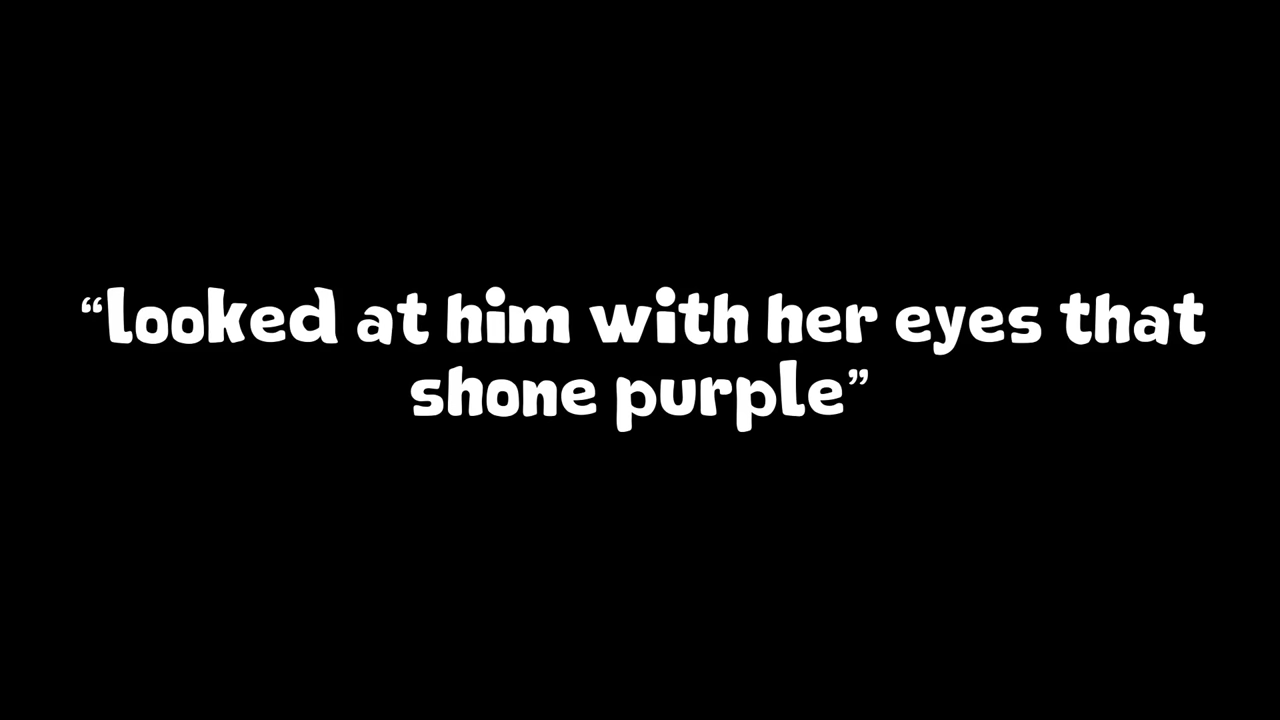 “looked at him with her eyes that
shone purple”